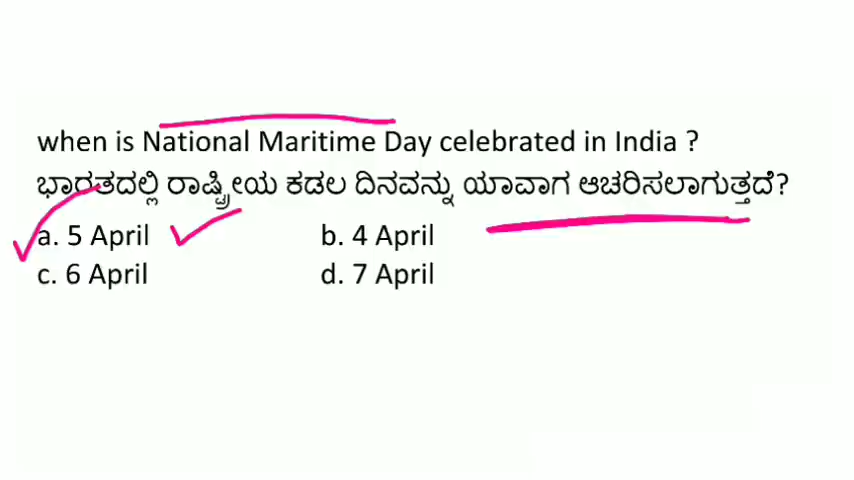 when is National Maritime Day celebrated in India ?
ಭಾರತದಲ್ಲಿ ರಾಷ್ಟ್ರೀಯ ಕಡಲ ದಿನವನ್ನು ಯಾವಾಗ ಆಚರಿಸಲಾಗುತ್ತದೆ?
a. 5 April b. 4 April
c. 6 April d. 7 April